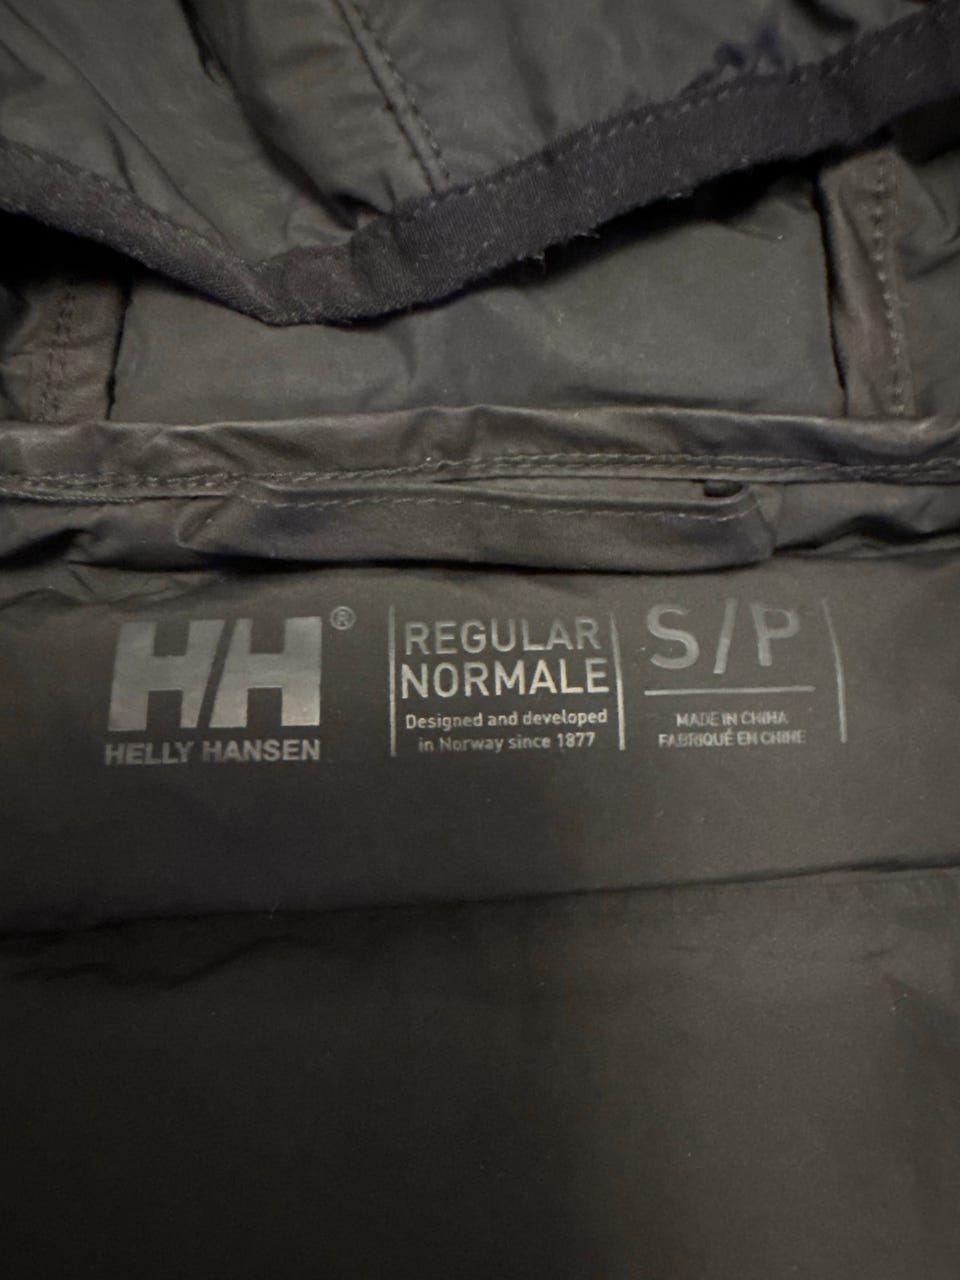 HH®
HELLY HANSEN
REGULAR
NORMALE
Designed and developed
in Norway since 1877
S/P
MADE IN CHINA
FABRIQUÉ EN CHINE